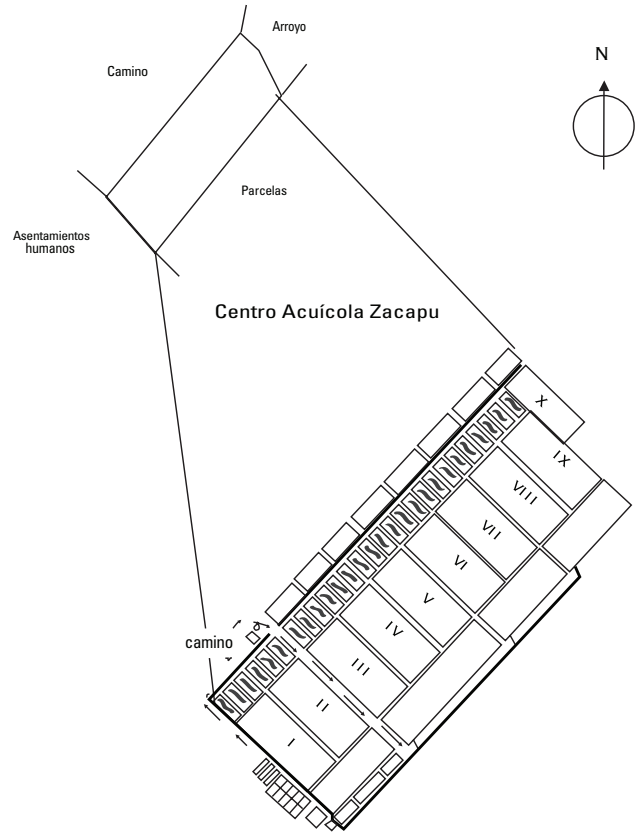 Arroyo
Camino
N
Parcelas
Asentamientos
humanos
Centro Acuícola Zacapu
X
IX
VIII
VII
VI
V
IV
camino
III
II
I